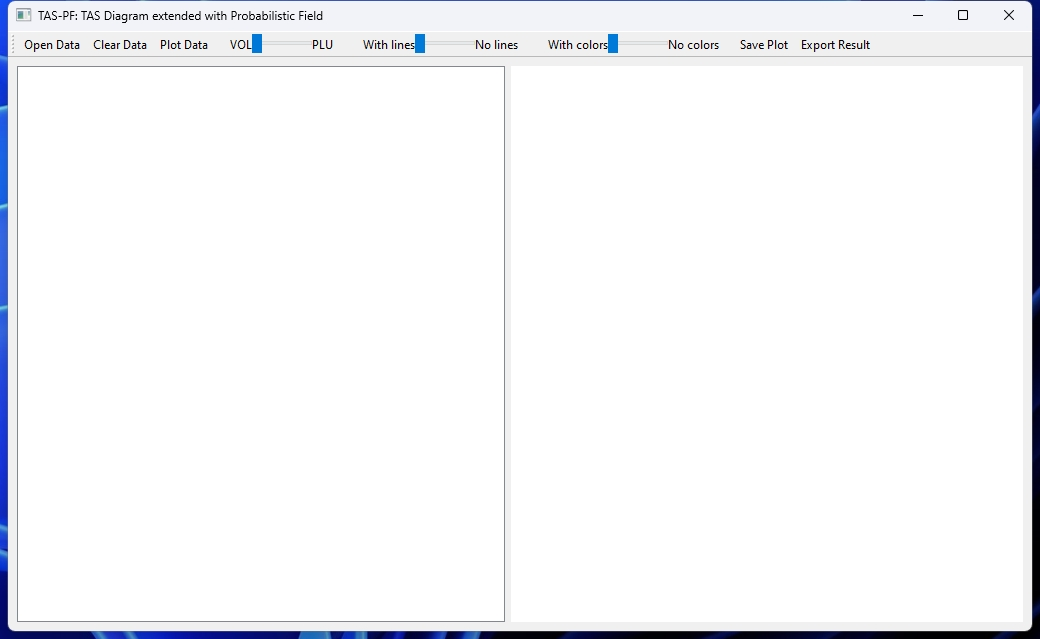 TAS-PF: TAS Diagram extended with Probabilistic Field
Open Data Clear Data Plot Data VOL PLU With lines No lines With colors No colors Save Plot Export Result